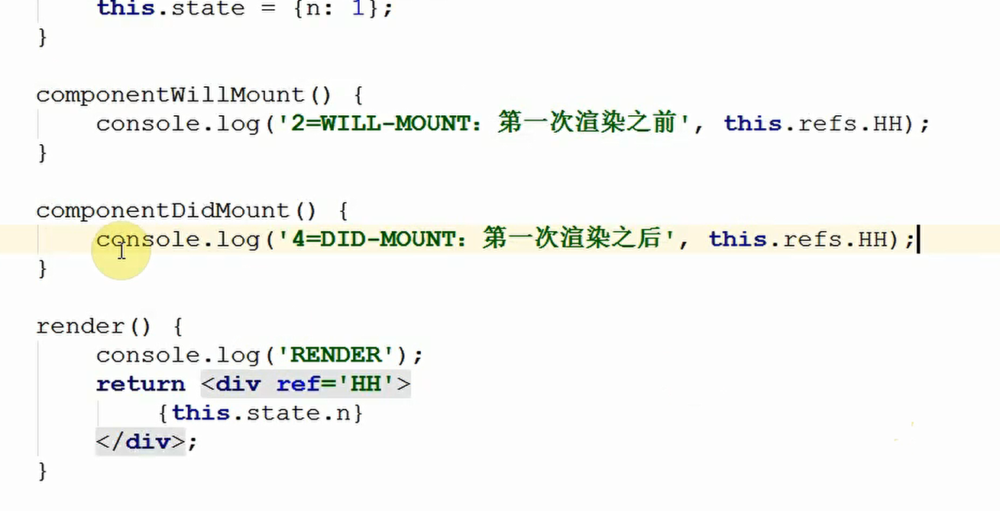 this.state = {n: 1};
}
componentWillMount() {
console.log('2=WILL-MOUNT：第一次渲染之前', this.refs.HH);
}
componentDidMount() {
console.log('4=DID-MOUNT：第一次渲染之后', this.refs.HH);
}
render() {
console.log('RENDER');
return <div ref='HH'>
{this.state.n}
</div>;
}